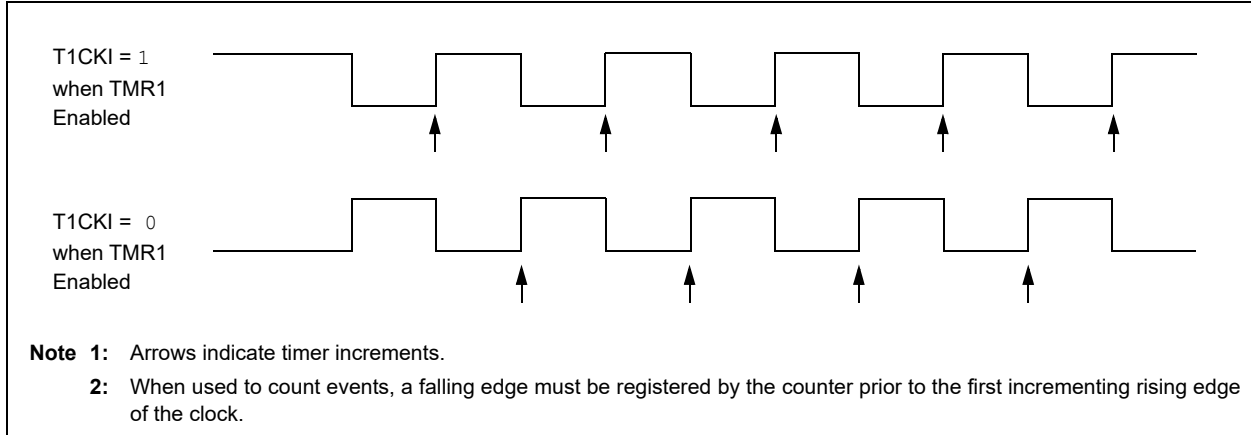 T1CKI = 1
when TMR1
Enabled
T1CKI = 0
when TMR1
Enabled
Note 1: Arrows indicate timer increments.
2: When used to count events, a falling edge must be registered by the counter prior to the first incrementing rising edge
of the clock.